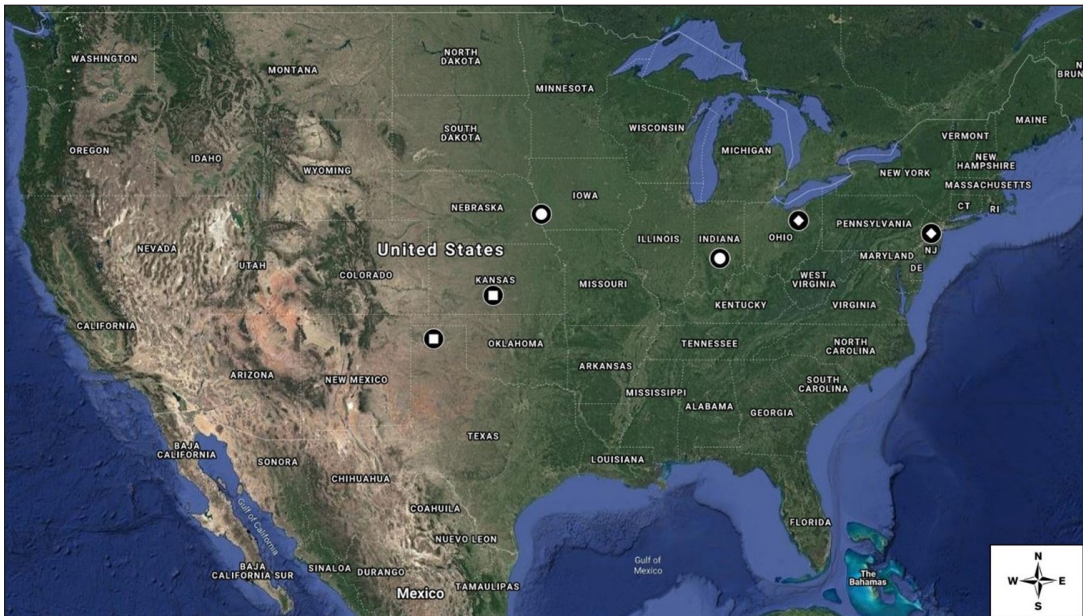 WASHINGTON
MONTANA
NORTH
DAKOTA
MINNESOTA
OREGON
IDAHO
WYOMING
SOUTH
DAKOTA
WISCONSIN
MICHIGAN
VERMONT
MAINE
N
BRUN
NEW
HAMPSHIRE
NEW YORK
MASSACHUSETTS
CT
RI
NEBRASKA
IOWA
ILLINOIS
INDIANA
OHIO
PENNSYLVANIA
NJ
MARYLAND
DE
NEVADA
UTAH
United States
COLORADO
KANSAS
MISSOURI
WEST
VIRGINIA
KENTUCKY
VIRGINIA
CALIFORNIA
OKLAHOMA
TENNESSEE
NORTH
CAROLINA
ARIZONA
NEW MEXICO
ARKANSAS
MISSISSIPPI
ALABAMA
GEORGIA
SOUTH
CAROLINA
TEXAS
LOUISIANA
FLORIDA
BAJA
CALIFORNIA
SONORA
CHIHUAHUA
COAHUILA
NUEVO LEON
Gulf of California
BAJA
CALIFORNIA SUR
SINALOA
DURANGO
Mexico
TAMAULIPAS
Gulf of
Mexico
The
Bahamas
N
W
E
S